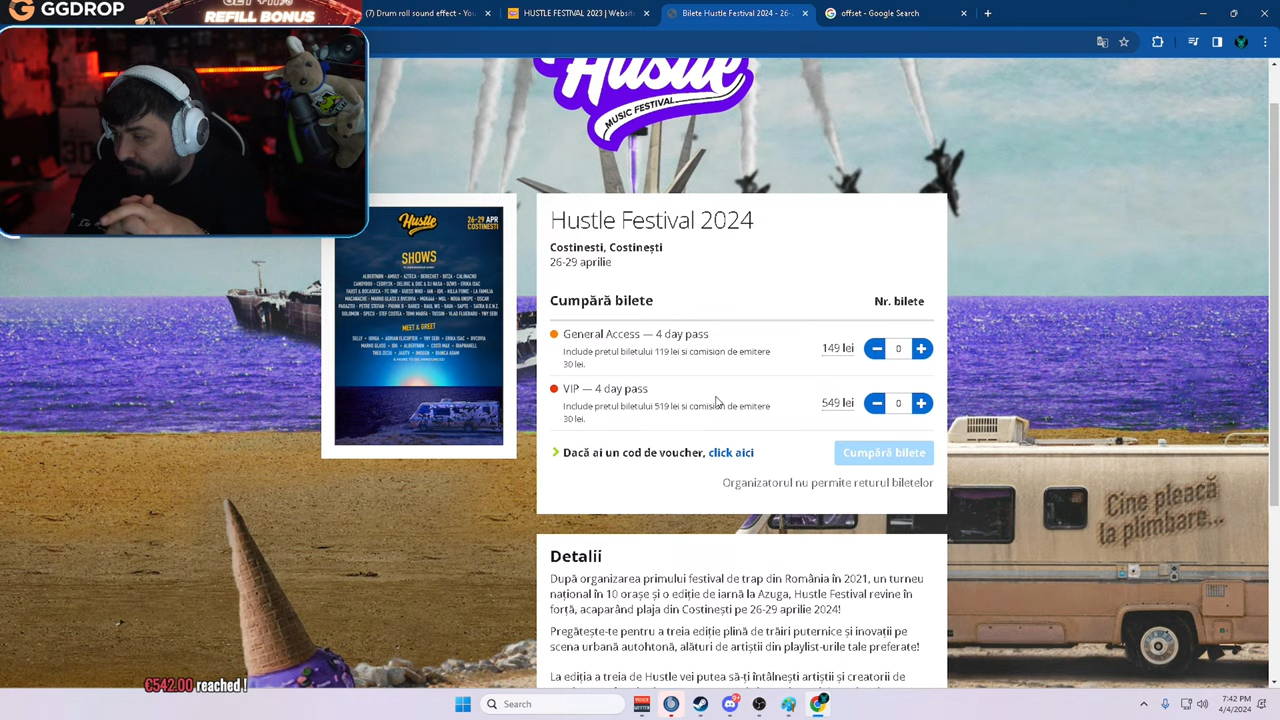 GGDROP
GET +11%
REFILL BONUS
(7) Drum roll sound effect - You
HUSTLE FESTIVAL 2023 | Website
Bilete Hustle Festival 2024 - 26-
offsite Google Ser
Hustle
MUSIC FESTIVAL
Hustle
26-29 APR
COSTINESTI
SHOWS
MEET & GREET
Hustle Festival 2024
Costinesti, Costinești
26-29 aprilie
Cumpără bilete
Nr. bilete
General Access — 4 day pass
Include prețul biletului 119 lei si comision de emitere
30 lei.
149 lei
0
VIP — 4 day pass
Include prețul biletului 519 lei si comision de emitere
30 lei.
549 lei
0
Dacă ai un cod de voucher, click aici
Cumpără bilete
Organizatorul nu permite returul biletelor
Cine pleacă
la plimbare...
Detalii
După organizarea primului festival de trap din România în 2021, un turneu
național în 10 orașe și o ediție de iarnă la Azuga, Hustle Festival revine în
forță, acaparând plaja din Costinești pe 26-29 aprilie 2024!
Pregătește-te pentru a treia ediție plină de trăiri puternice și inovații pe
scena urbană autohtonă, alături de artiștii din playlist-urile tale preferate!
La ediția a treia de Hustle vei putea să-ți întâlnești artiștii și creatorii de
€542.00 reached !
Search
7:42 PM
4/4/2024